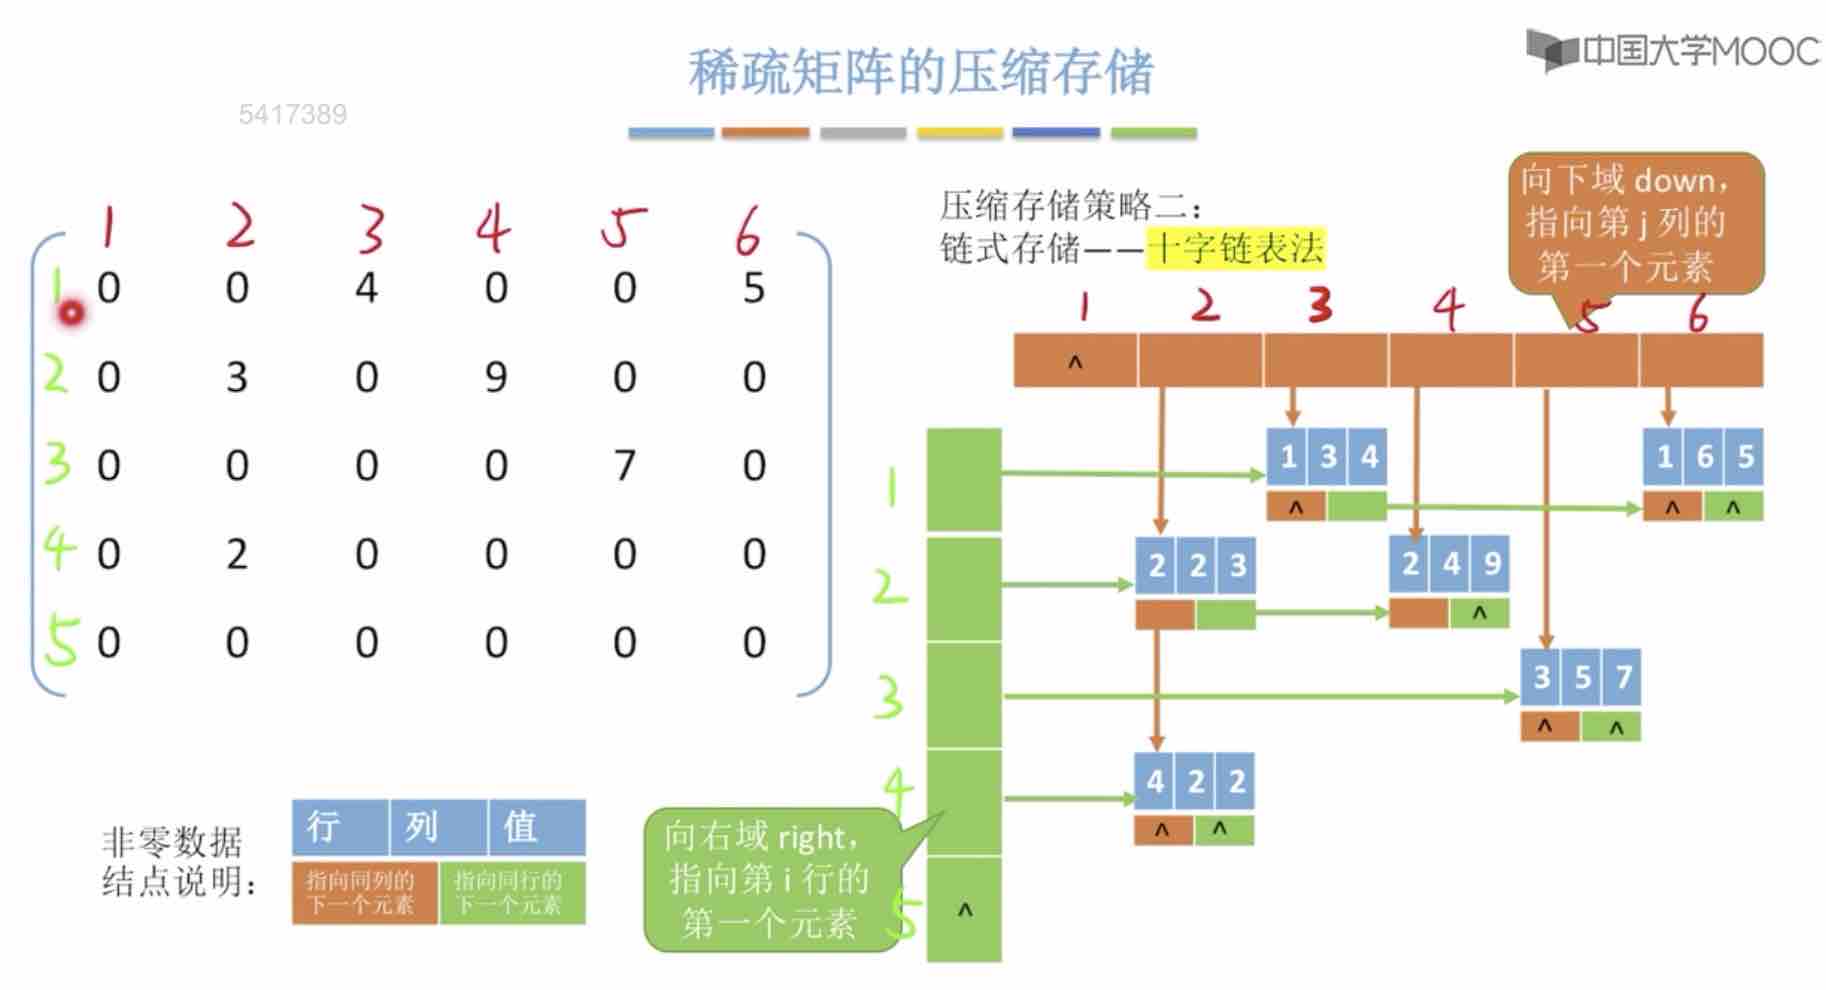 稀疏矩阵的压缩存储
中国大学MOOC
5417389
1 2 3 4 5 6
1 0 0 4 0 0 5
2 0 3 0 9 0 0
3 0 0 0 0 7 0
4 0 2 0 0 0 0
5 0 0 0 0 0 0
压缩存储策略二：
链式存储——十字链表法
向下域 down，
指向第 j 列的
第一个元素
1 2 3 4 5 6
^
1
1 3 4
1 6 5
^
^ ^
2
2 2 3
2 4 9
^
3
3 5 7
^ ^
4
4 2 2
^ ^
5
^
向右域 right，
指向第 i 行的
第一个元素
非零数据
结点说明：
行 列 值
指向同列的
下一个元素
指向同行的
下一个元素